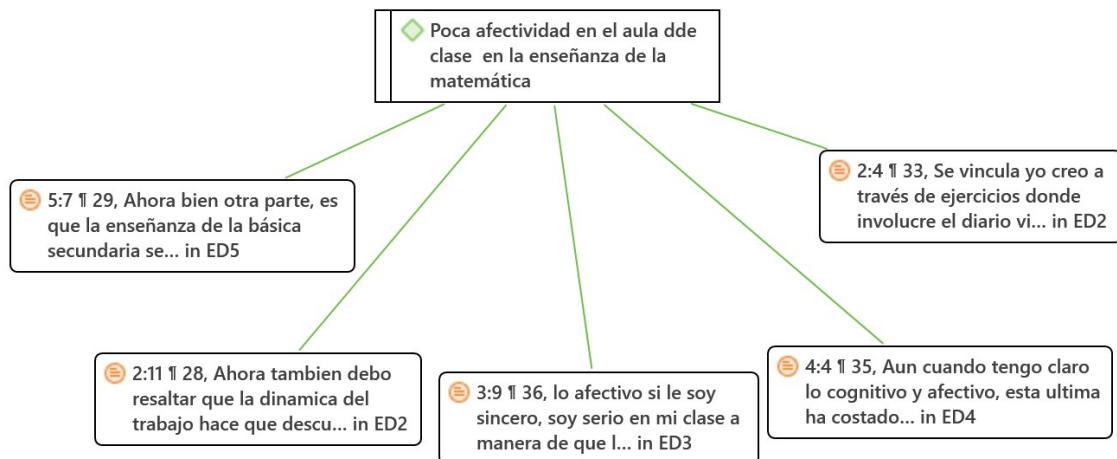 Poca afectividad en el aula dde
clase en la enseñanza de la
matemática
2:4 ¶ 33, Se vincula yo creo a
través de ejercicios donde
involucre el diario vi... in ED2
5:7 ¶ 29, Ahora bien otra parte, es
que la enseñanza de la básica
secundaria se... in ED5
2:11 ¶ 28, Ahora tambien debo
resaltar que la dinamica del
trabajo hace que descu... in ED2
3:9 ¶ 36, lo afectivo si le soy
sincero, soy serio en mi clase a
manera de que l... in ED3
4:4 ¶ 35, Aun cuando tengo claro
lo cognitivo y afectivo, esta ultima
ha costado... in ED4